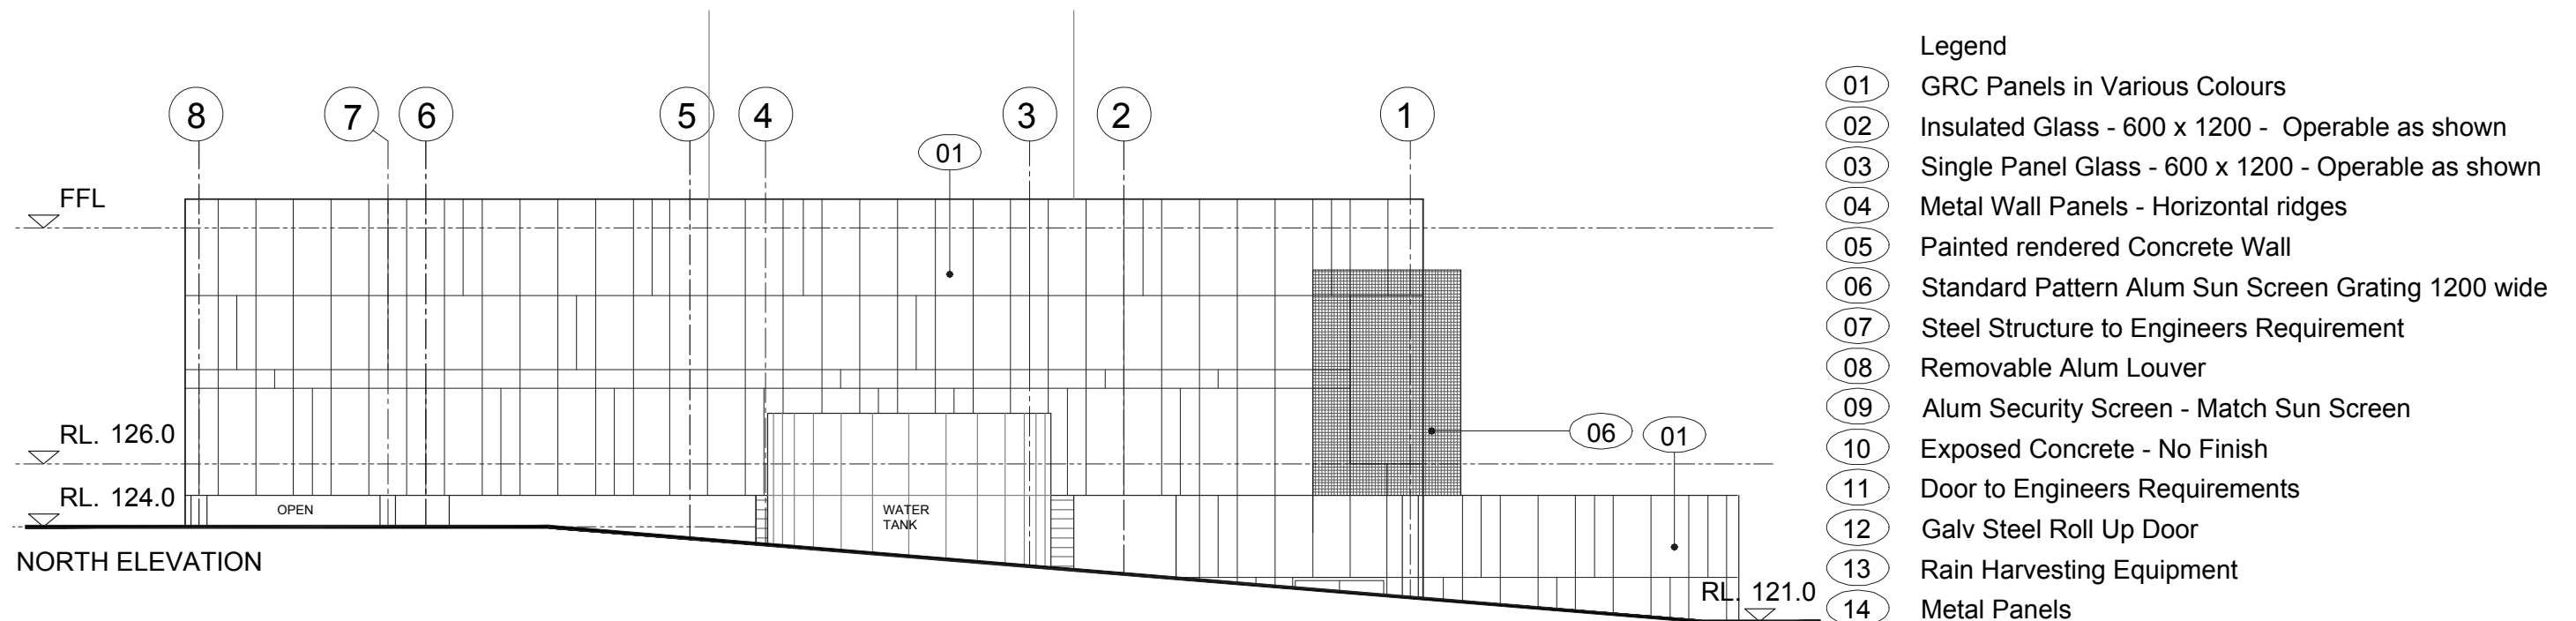 8 7 6 5 4 3 2 1
01
FFL
RL. 126.0
06 01
RL. 124.0
OPEN
WATER
TANK
NORTH ELEVATION
RL. 121.0
Legend
01 GRC Panels in Various Colours
02 Insulated Glass - 600 x 1200 - Operable as shown
03 Single Panel Glass - 600 x 1200 - Operable as shown
04 Metal Wall Panels - Horizontal ridges
05 Painted rendered Concrete Wall
06 Standard Pattern Alum Sun Screen Grating 1200 wide
07 Steel Structure to Engineers Requirement
08 Removable Alum Louver
09 Alum Security Screen - Match Sun Screen
10 Exposed Concrete - No Finish
11 Door to Engineers Requirements
12 Galv Steel Roll Up Door
13 Rain Harvesting Equipment
14 Metal Panels